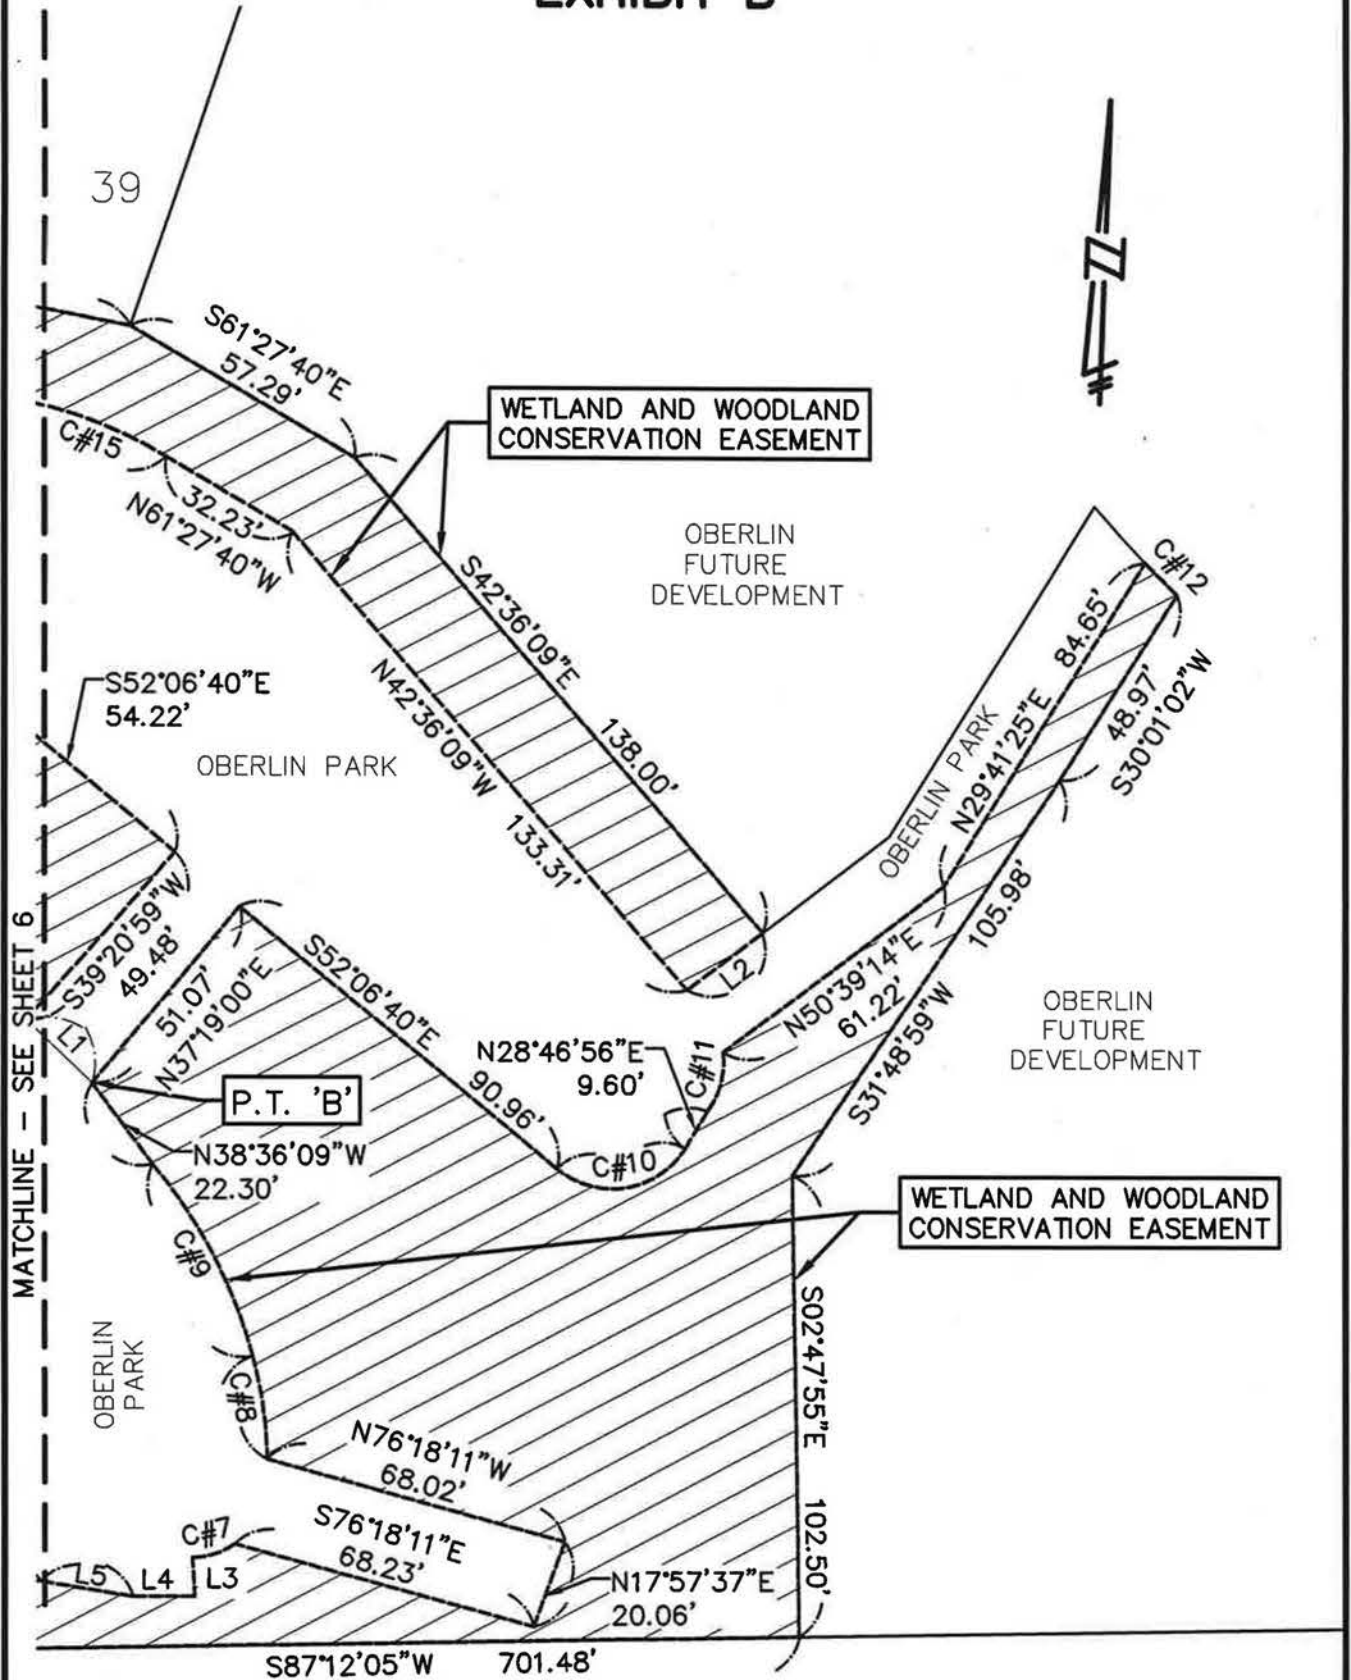 EXHIBIT "B"
39
S61°27'40"E
57.29'
WETLAND AND WOODLAND
CONSERVATION EASEMENT
C#15
32.23'
N61°27'40"W
OBERLIN
FUTURE
DEVELOPMENT
C#12
84.65'
N29°41'25"E
48.97'
S30°01'02"W
S42°36'09"E
138.00'
N42°36'09"W
133.31'
S52°06'40"E
54.22'
OBERLIN PARK
OBERLIN PARK
S39°20'59"W
49.48'
L1
51.07'
N37°19'00"E
S52°06'40"E
90.96'
L2
N50°39'14"E
61.22'
105.98'
S31°48'59"W
OBERLIN
FUTURE
DEVELOPMENT
N28°46'56"E
9.60'
C#11
C#10
P.T. 'B'
N38°36'09"W
22.30'
MATCHLINE - SEE SHEET 6
C#9
WETLAND AND WOODLAND
CONSERVATION EASEMENT
OBERLIN
PARK
C#8
S02°47'55"E
102.50'
N76°18'11"W
68.02'
C#7
S76°18'11"E
68.23'
L5
L4
L3
N17°57'37"E
20.06'
S87°12'05"W 701.48'
N